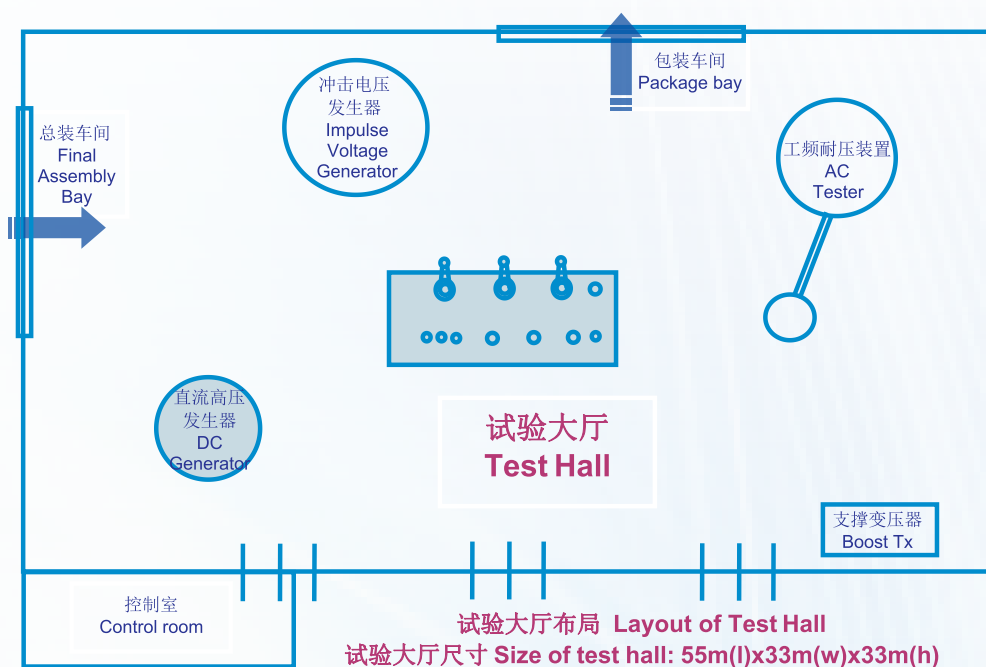 冲击电压
发生器
Impulse
Voltage
Generator
包装车间
Package bay
总装车间
Final
Assembly
Bay
工频耐压装置
AC
Tester
直流高压
发生器
DC
Generator
试验大厅
Test Hall
支撑变压器
Boost Tx
控制室
Control room
试验大厅布局 Layout of Test Hall
试验大厅尺寸 Size of test hall: 55m(l)x33m(w)x33m(h)